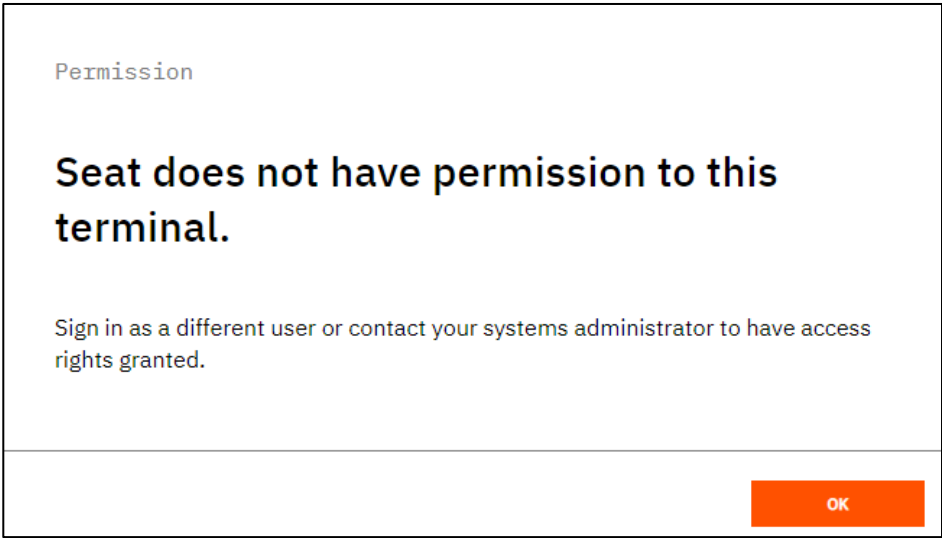 Permission
Seat does not have permission to this
terminal.
Sign in as a different user or contact your systems administrator to have access
rights granted.
OK